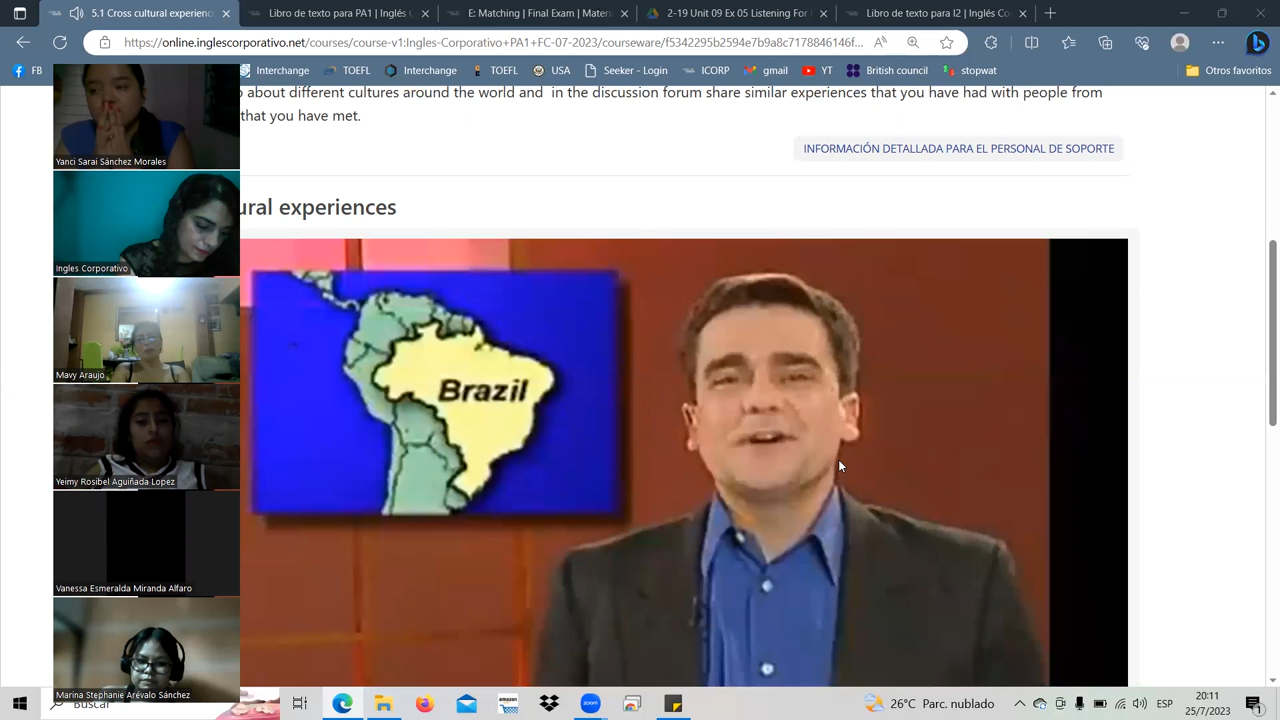 5.1 Cultural experienc
Libro de texto para PA1 | Inglés
E: Matching | Final Exam | Mater
2-19 Unit 09 Ex 05 Listening For
Libro de texto para I2 | Inglés Co
https://online.inglescorporativo.net/courses/course-v1:Ingles-Corporativo+PA1+FC-07-2023/courseware/f5342295b2594e7b9a8c7178846146f...
FB
Interchange
TOEFL
Interchange
TOEFL
USA
Seeker - Login
ICORP
gmail
YT
British council
stopwat
Otros favoritos
o about different cultures around the world and in the discussion forum share similar experiences that you have had with people from
that you have met.
INFORMACIÓN DETALLADA PARA EL PERSONAL DE SOPORTE
ural experiences
Brazil
Yanci Sarai Sánchez Morales
Ingles Corporativo
Mavy Araujo
Yeimy Rosibel Aguiñada Lopez
Vanessa Esmeralda Miranda Alfaro
Marina Stephanie Arévalo Sánchez
Buscar
amazon
zoom
26°C Parc. nublado
ESP
20:11
25/7/2023
1